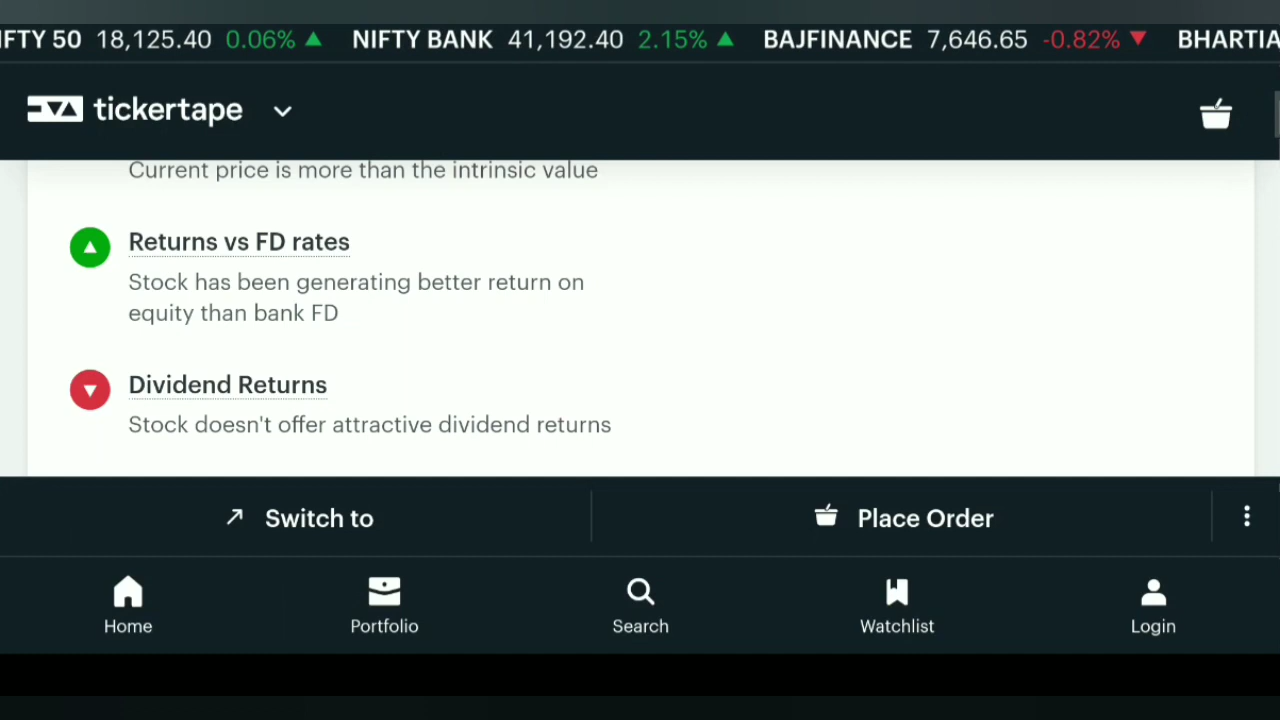 IFTY 50 18,125.40 0.06% ▲ NIFTY BANK 41,192.40 2.15% ▲ BAJFINANCE 7,646.65 -0.82% ▼ BHARTIA
tickertape
Current price is more than the intrinsic value
Returns vs FD rates
Stock has been generating better return on
equity than bank FD
Dividend Returns
Stock doesn't offer attractive dividend returns
Switch to
Place Order
Home
Portfolio
Search
Watchlist
Login